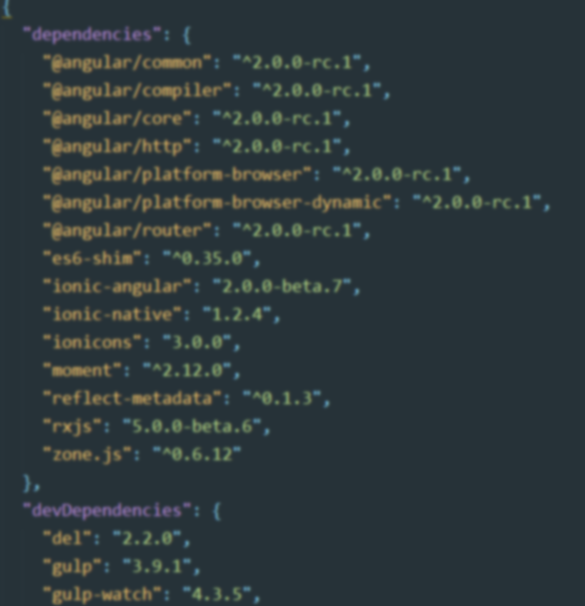 {
"dependencies": {
"@angular/common": "^2.0.0-rc.1",
"@angular/compiler": "^2.0.0-rc.1",
"@angular/core": "^2.0.0-rc.1",
"@angular/http": "^2.0.0-rc.1",
"@angular/platform-browser": "^2.0.0-rc.1",
"@angular/platform-browser-dynamic": "^2.0.0-rc.1",
"@angular/router": "^2.0.0-rc.1",
"es6-shim": "^0.35.0",
"ionic-angular": "2.0.0-beta.7",
"ionic-native": "1.2.4",
"ionicons": "3.0.0",
"moment": "^2.12.0",
"reflect-metadata": "^0.1.3",
"rxjs": "5.0.0-beta.6",
"zone.js": "^0.6.12"
},
"devDependencies": {
"del": "2.2.0",
"gulp": "3.9.1",
"gulp-watch": "4.3.5",